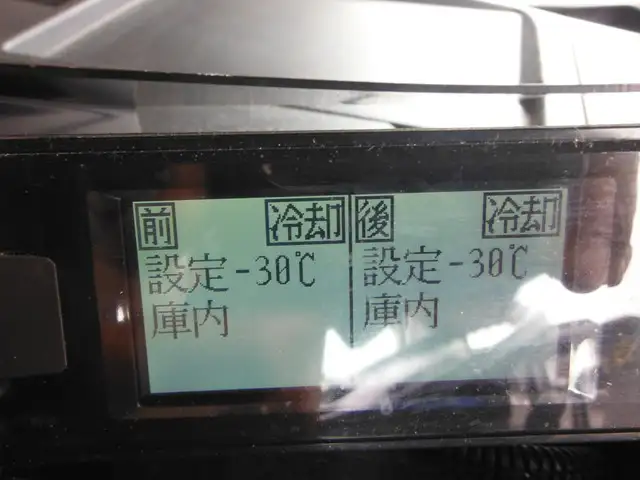 前 冷却
設定-30℃
庫内
後 冷却
設定-30℃
庫内